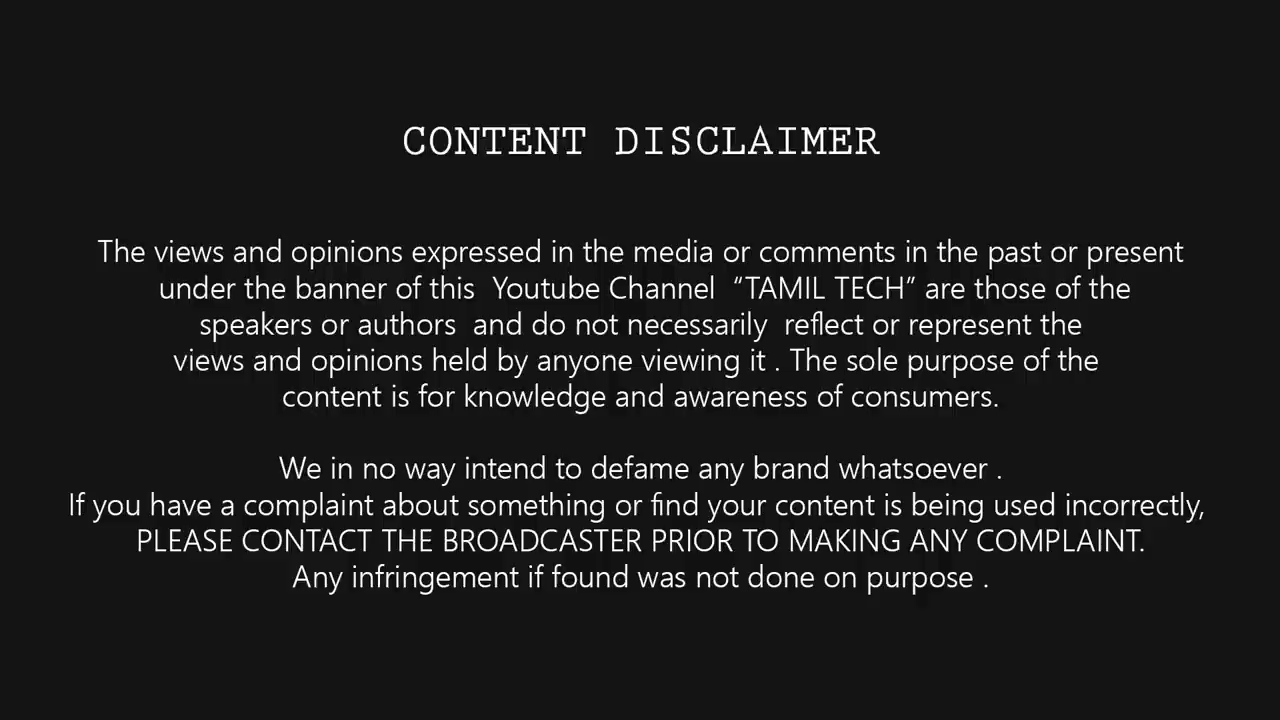 CONTENT DISCLAIMER
The views and opinions expressed in the media or comments in the past or present
under the banner of this Youtube Channel “TAMIL TECH” are those of the
speakers or authors and do not necessarily reflect or represent the
views and opinions held by anyone viewing it . The sole purpose of the
content is for knowledge and awareness of consumers.
We in no way intend to defame any brand whatsoever .
If you have a complaint about something or find your content is being used incorrectly,
PLEASE CONTACT THE BROADCASTER PRIOR TO MAKING ANY COMPLAINT.
Any infringement if found was not done on purpose .